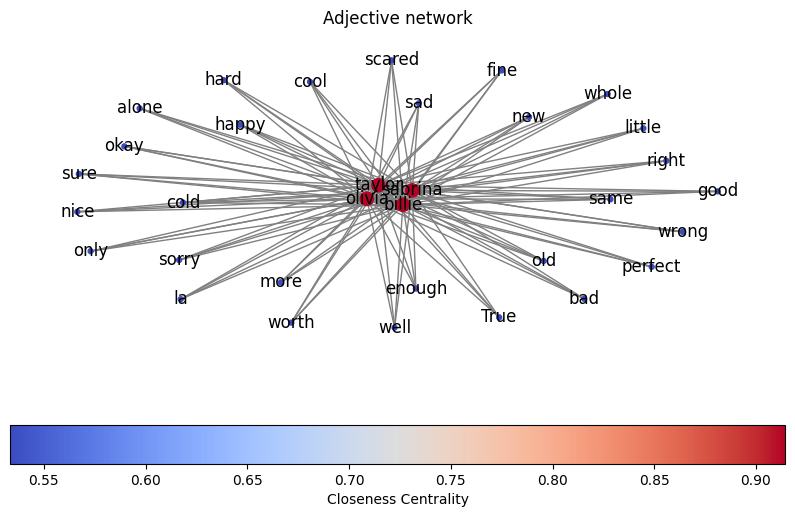 Adjective network
scared
fine
hard
cool
whole
alone
sad
happy
new
little
okay
right
sure
taylor
sabrina
good
olivia
same
cold
billie
nice
wrong
only
sorry
old
perfect
more
enough
la
bad
worth
well
True
0.55 0.60 0.65 0.70 0.75 0.80 0.85 0.90
Closeness Centrality